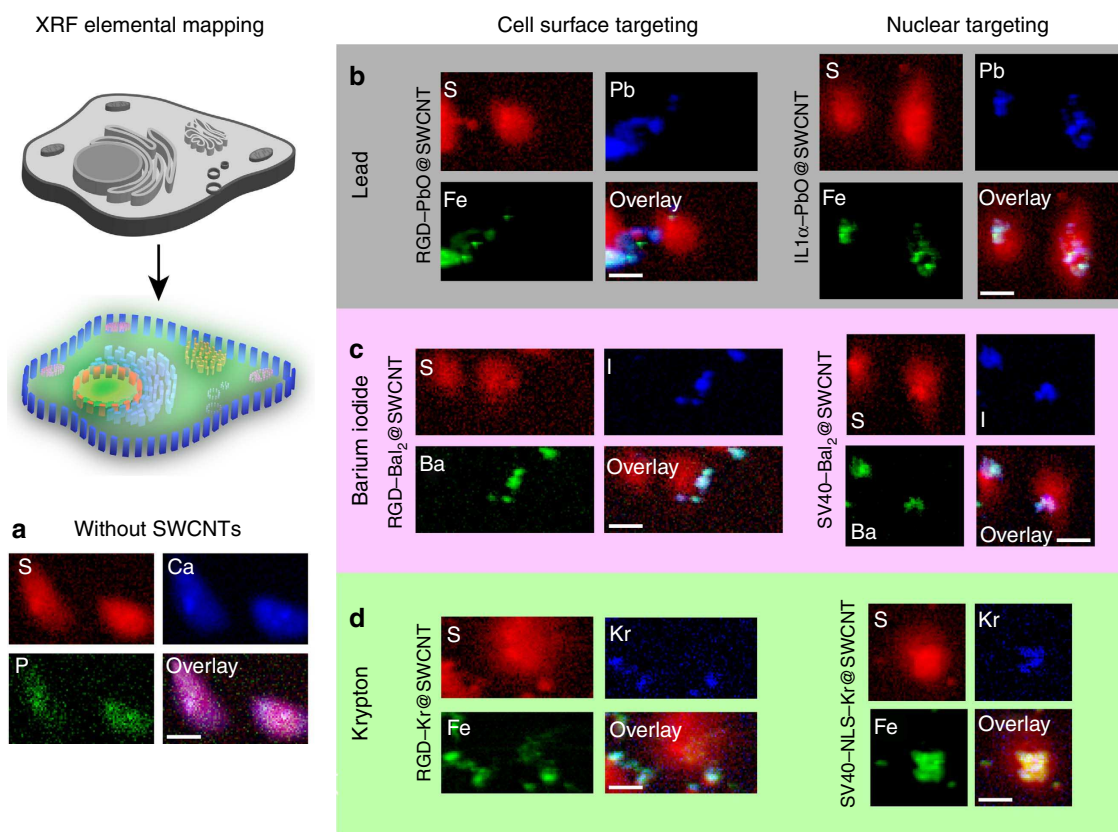 XRF elemental mapping
Cell surface targeting
Nuclear targeting
a
Without SWCNTs
S
Ca
P
Overlay
b
Lead
RGD–PbO@SWCNT
S
Pb
Fe
Overlay
IL1α–PbO@SWCNT
S
Pb
Fe
Overlay
c
Barium iodide
RGD–BaI₂@SWCNT
S
I
Ba
Overlay
SV40–BaI₂@SWCNT
S
I
Ba
Overlay
d
Krypton
RGD–Kr@SWCNT
S
Kr
Fe
Overlay
SV40–NLS–Kr@SWCNT
S
Kr
Fe
Overlay